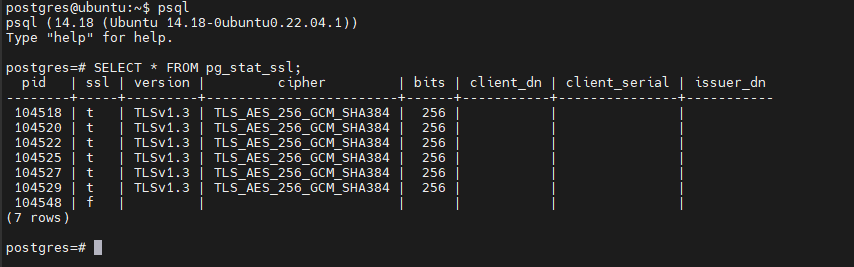 postgres@ubuntu:~$ psql
psql (14.18 (Ubuntu 14.18-0ubuntu0.22.04.1))
Type "help" for help.

postgres=# SELECT * FROM pg_stat_ssl;
  pid   | ssl | version |         cipher         | bits | client_dn | client_serial | issuer_dn
--------+-----+---------+------------------------+------+-----------+---------------+-----------
 104518 | t   | TLSv1.3 | TLS_AES_256_GCM_SHA384 |  256 |           |               |
 104520 | t   | TLSv1.3 | TLS_AES_256_GCM_SHA384 |  256 |           |               |
 104522 | t   | TLSv1.3 | TLS_AES_256_GCM_SHA384 |  256 |           |               |
 104525 | t   | TLSv1.3 | TLS_AES_256_GCM_SHA384 |  256 |           |               |
 104527 | t   | TLSv1.3 | TLS_AES_256_GCM_SHA384 |  256 |           |               |
 104529 | t   | TLSv1.3 | TLS_AES_256_GCM_SHA384 |  256 |           |               |
 104548 | f   |         |                        |      |           |               |
(7 rows)

postgres=#